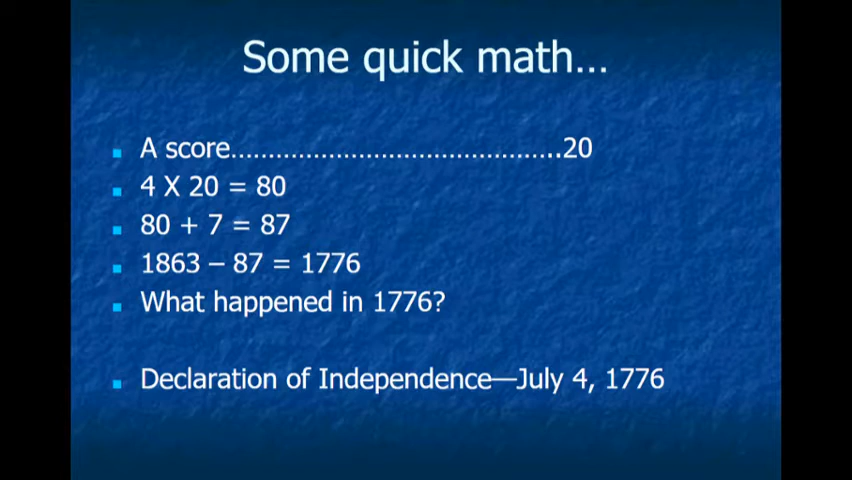 Some quick math…
A score…………………………………………..20
4 X 20 = 80
80 + 7 = 87
1863 – 87 = 1776
What happened in 1776?
Declaration of Independence—July 4, 1776